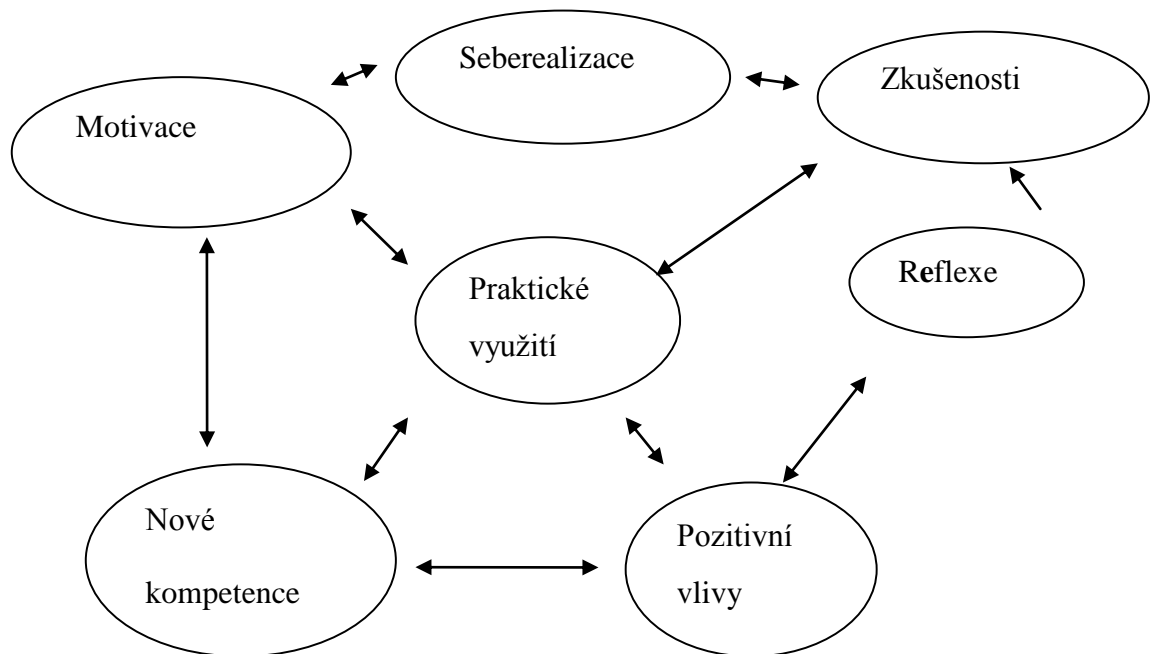 Seberealizace
Zkušenosti
Motivace
Reflexe
Praktické
využití
Nové
kompetence
Pozitivní
vlivy